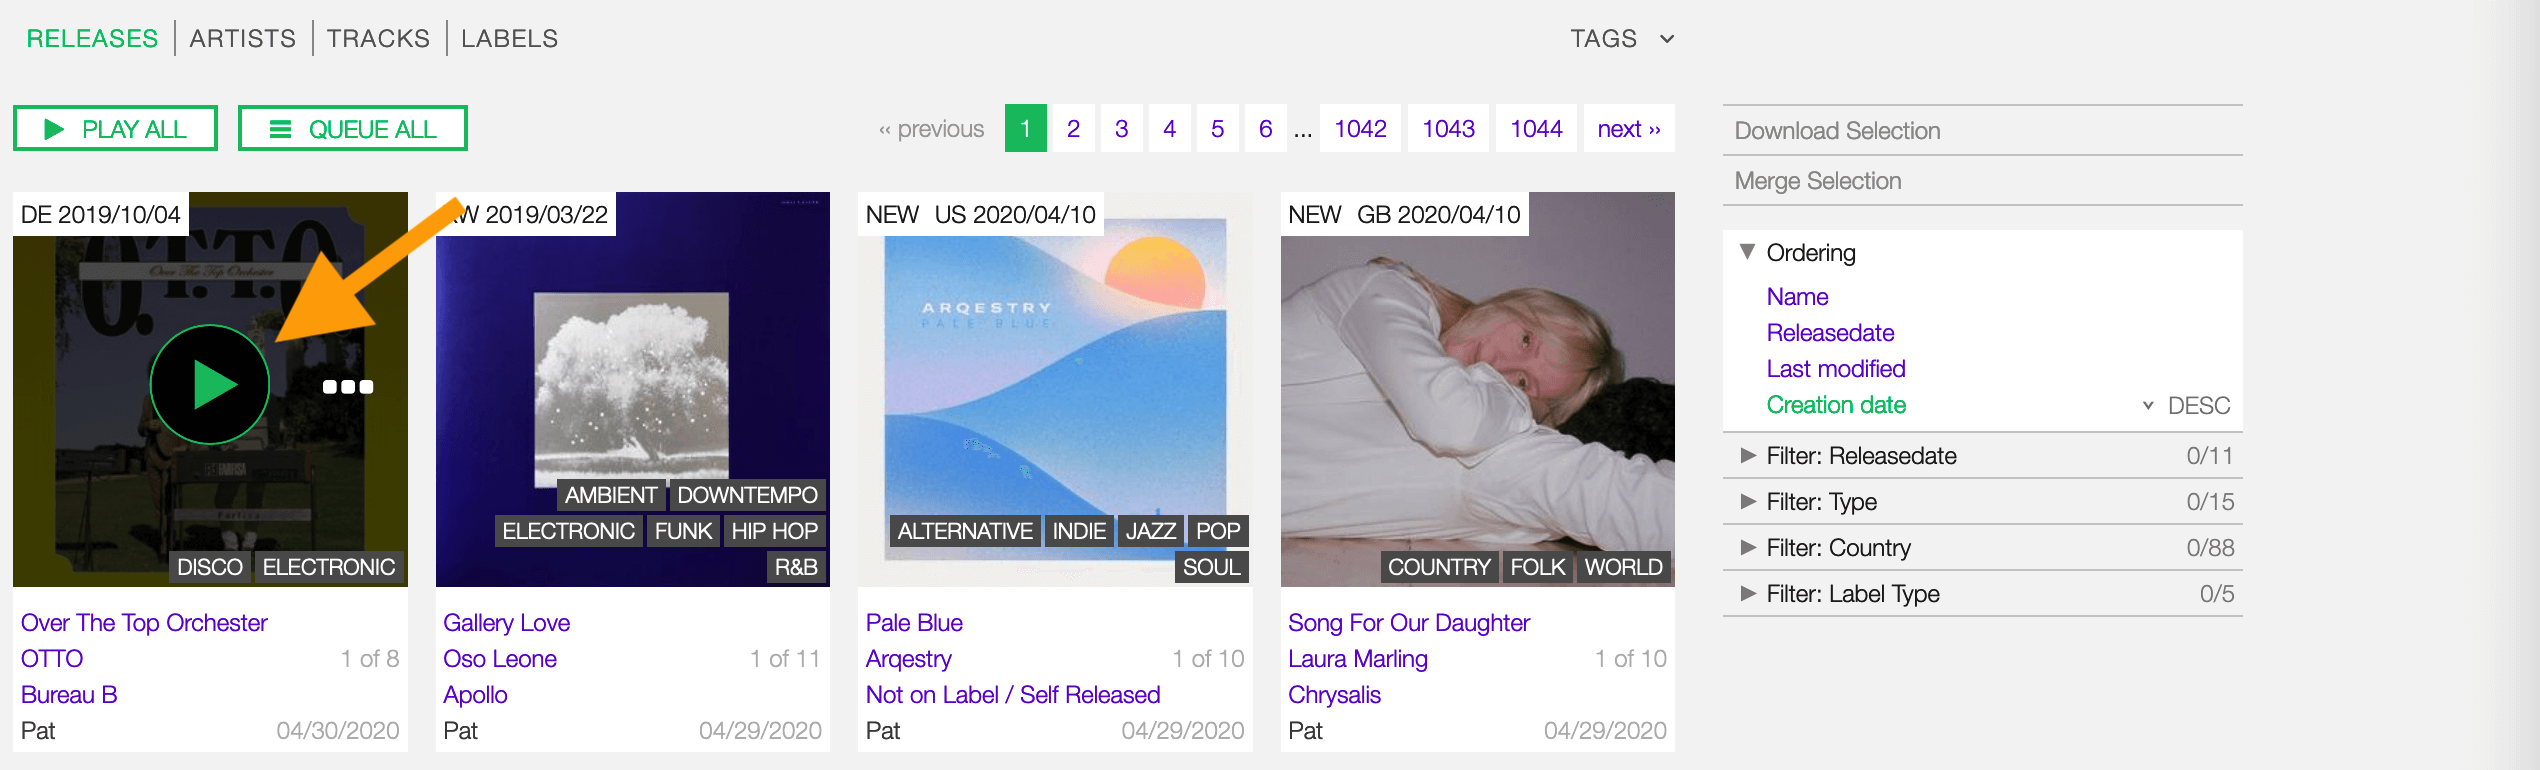 RELEASES ARTISTS TRACKS LABELS
TAGS
PLAY ALL QUEUE ALL
‹‹ previous 1 2 3 4 5 6 ... 1042 1043 1044 next ››
DE 2019/10/04
Over The Top Orchester
DISCO ELECTRONIC
Over The Top Orchester
OTTO 1 of 8
Bureau B
Pat 04/30/2020
W 2019/03/22
OSO LEONE
AMBIENT DOWNTEMPO
ELECTRONIC FUNK HIP HOP
R&B
Gallery Love
Oso Leone 1 of 11
Apollo
Pat 04/29/2020
NEW US 2020/04/10
ARQESTRY
PALE BLUE
ALTERNATIVE INDIE JAZZ POP
SOUL
Pale Blue
Arqestry 1 of 10
Not on Label / Self Released
Pat 04/29/2020
NEW GB 2020/04/10
COUNTRY FOLK WORLD
Song For Our Daughter
Laura Marling 1 of 10
Chrysalis
Pat 04/29/2020
Download Selection
Merge Selection
Ordering
Name
Releasedate
Last modified
Creation date DESC
Filter: Releasedate 0/11
Filter: Type 0/15
Filter: Country 0/88
Filter: Label Type 0/5